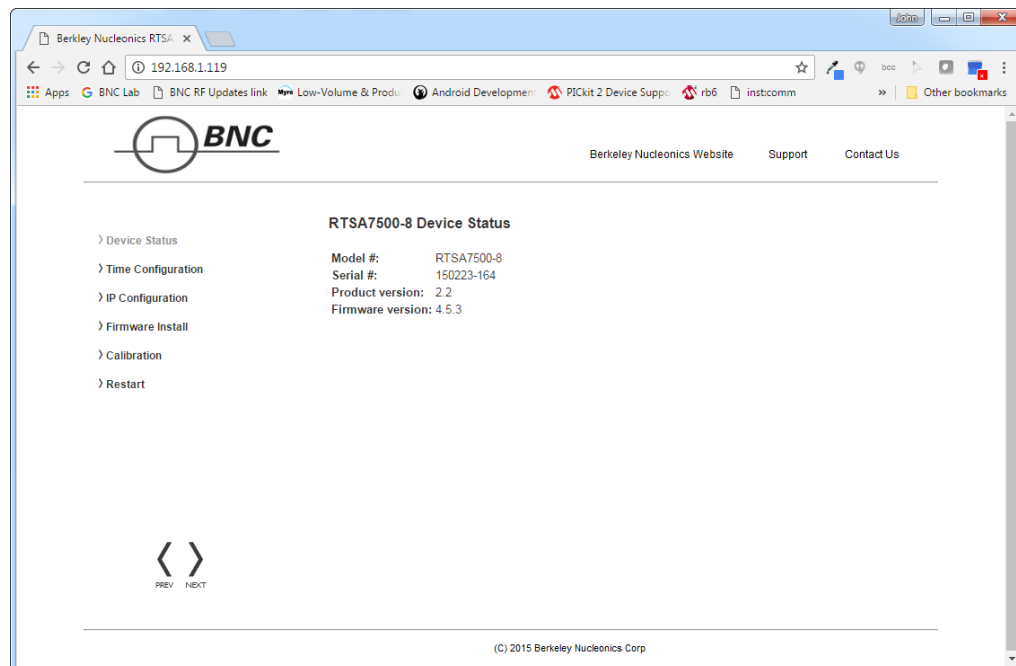 John
Berkley Nucleonics RTSA
192.168.1.119
bcc
Apps BNC Lab BNC RF Updates link Myro Low-Volume & Produ Android Development PICkit 2 Device Suppo rb6 inst:comm » Other bookmarks
BNC
Berkeley Nucleonics Website Support Contact Us
RTSA7500-8 Device Status
Device Status
Time Configuration
IP Configuration
Firmware Install
Calibration
Restart
Model #: RTSA7500-8
Serial #: 150223-164
Product version: 2.2
Firmware version: 4.5.3
PREV NEXT
(C) 2015 Berkeley Nucleonics Corp